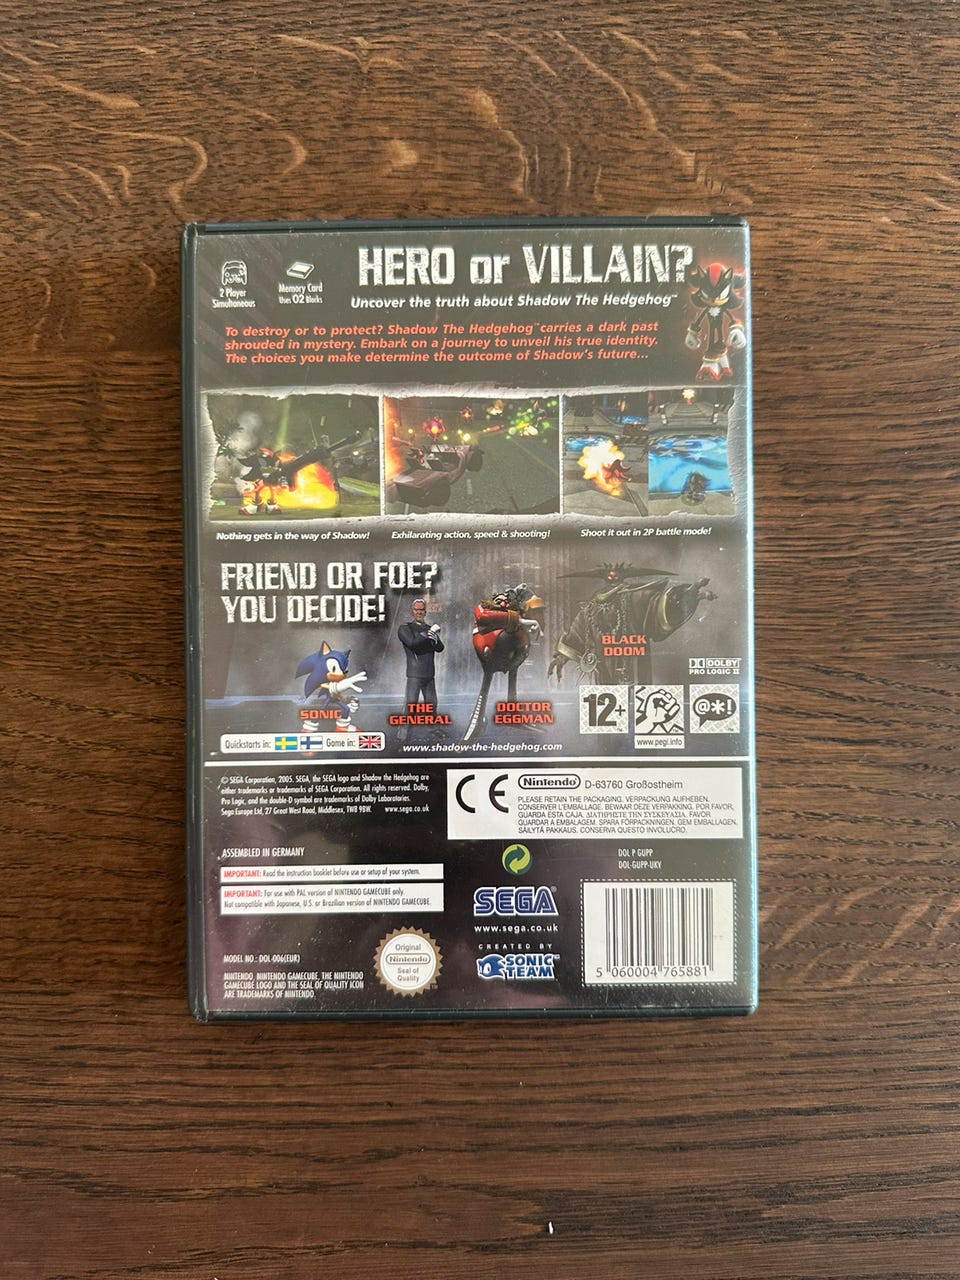 HERO or VILLAIN?
2 Player
Simultaneous
Memory Card
Uses 02 Blocks
Uncover the truth about Shadow The Hedgehog™
To destroy or to protect? Shadow The Hedgehog™ carries a dark past
shrouded in mystery. Embark on a journey to unveil his true identity.
The choices you make determine the outcome of Shadow's future...
Nothing gets in the way of Shadow!
Exhilarating action, speed & shooting!
Shoot it out in 2P battle mode!
FRIEND OR FOE?
YOU DECIDE!
BLACK
DOOM
SONIC
THE
GENERAL
DOCTOR
EGGMAN
DOLBY
PRO LOGIC II
12+
@*!
www.pegi.info
Quickstarts in:
Game in:
www.shadow-the-hedgehog.com
© SEGA Corporation, 2005. SEGA, the SEGA logo and Shadow the Hedgehog are
either trademarks or trademarks of SEGA Corporation. All rights reserved. Dolby,
Pro Logic, and the double-D symbol are trademarks of Dolby Laboratories.
Sega Europe Ltd, 27 Great West Road, Middlesex, TW8 9BW. www.sega.co.uk
CE
Nintendo D-63760 Großostheim
PLEASE RETAIN THE PACKAGING. VERPACKUNG AUFHEBEN.
CONSERVER L'EMBALLAGE. BEWAAR DEZE VERPAKKING. POR FAVOR,
GUARDA ESTA CAJA. ΔΙΑΤΗΡΗΣΤΕ ΤΗΝ ΣΥΣΚΕΥΑΣΙΑ. FAVOR
GUARDAR A EMBALAGEM. SPARA FÖRPACKNINGEN. GEM EMBALLAGEN.
SÄILYTÄ PAKKAUS. CONSERVA QUESTO INVOLUCRO.
ASSEMBLED IN GERMANY
DOL P GUPP
DOL-GUPP-UKV
IMPORTANT: Read the instruction booklet before use or setup of your system.
IMPORTANT: For use with PAL version of NINTENDO GAMECUBE only.
Not compatible with Japanese, U.S. or Brazilian version of NINTENDO GAMECUBE.
SEGA
www.sega.co.uk
CREATED BY
SONIC
TEAM™
Original
Nintendo
Seal of
Quality
MODEL NO.: DOL-006(EUR)
NINTENDO, NINTENDO GAMECUBE, THE NINTENDO
GAMECUBE LOGO AND THE SEAL OF QUALITY ICON
ARE TRADEMARKS OF NINTENDO.
5 060004 765881